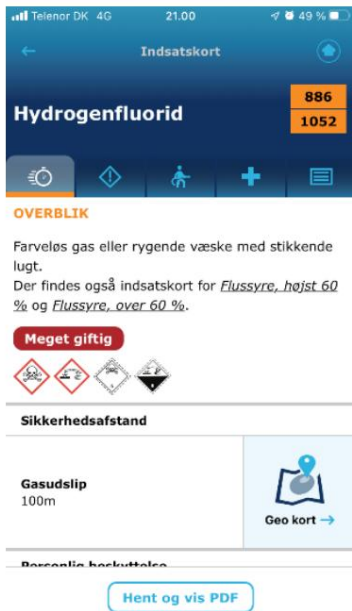 Telenor DK 4G 21.00 49 %
Indsatskort
Hydrogenfluorid
886
1052
OVERBLIK
Farveløs gas eller rygende væske med stikkende
lugt.
Der findes også indsatskort for Flussyre, højst 60
% og Flussyre, over 60 %.
Meget giftig
Sikkerhedsafstand
Gasudslip
100m
Geo kort →
Personlig beskyttelse
Hent og vis PDF